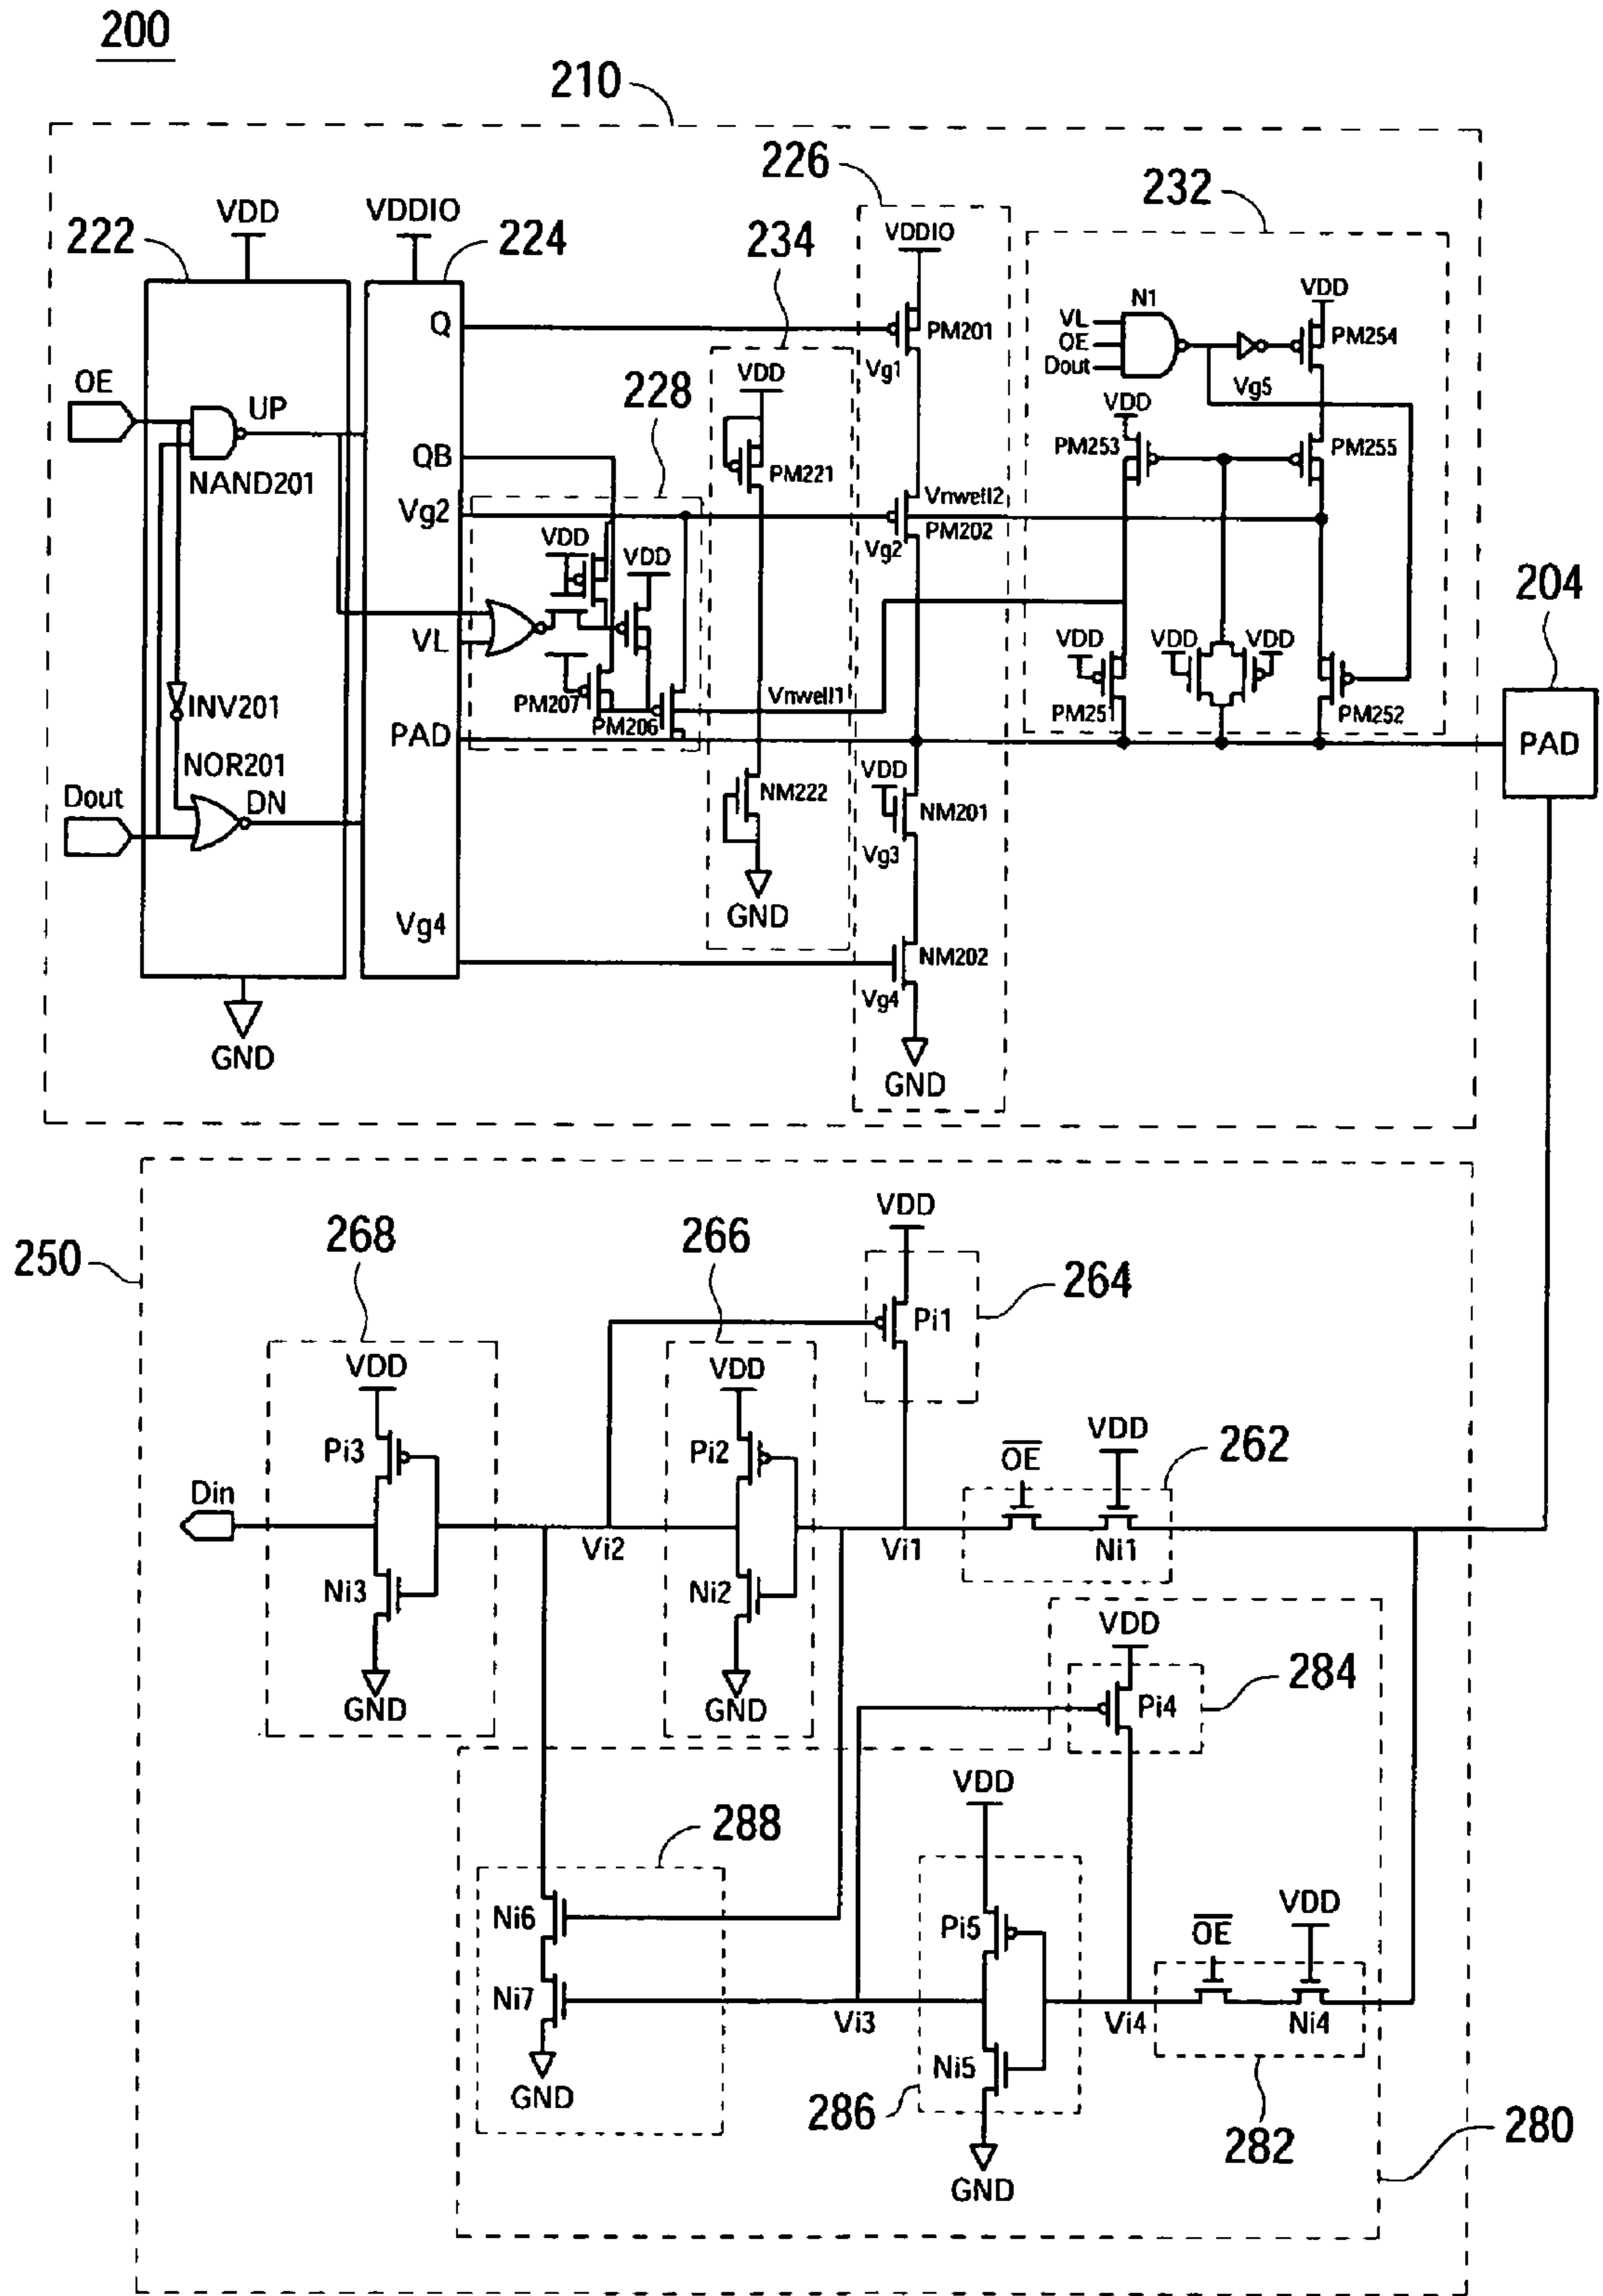 200
210
226
232
VDD
VDDIO
222
224
234
VDDIO
N1
VDD
Q
PM201
VL
OE
Dout
PM254
Vg1
Vg5
VDD
OE
UP
228
VDD
PM253
PM255
QB
PM221
NAND201
Vg2
Vnwell2
PM202
Vg2
VDD
VDD
204
VL
VDD
VDD
VDD
PM207
PM206
Vnwell1
PM251
PM252
INV201
PAD
PAD
NOR201
VDD
Dout
DN
NM222
NM201
Vg3
GND
Vg4
NM202
Vg4
GND
GND
250
268
266
VDD
264
Pi1
VDD
VDD
Pi3
Pi2
OE
VDD
262
Din
Vi2
Vi1
Ni1
Ni3
Ni2
VDD
284
GND
GND
Pi4
VDD
288
Ni6
Pi5
OE
VDD
Ni7
Vi3
Vi4
Ni4
Ni5
GND
286
282
280
GND